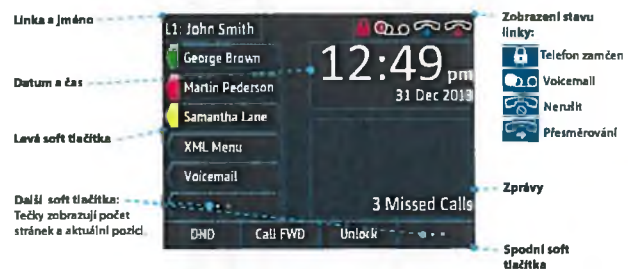 Linka a jméno
Datum a čas
Levá soft tlačítka
Další soft tlačítka:
Tečky zobrazují počet
stránek a aktuální pozici.
L1: John Smith
George Brown
Martin Pederson
Samantha Lane
XML Menu
Voicemail
12:49 pm
31 Dec 2013
3 Missed Calls
DND Call FWD Unlock
Zobrazení stavu
linky:
Telefon zamčen
Voicemail
Nerušit
Přesměrování
Zprávy
Spodní soft
tlačítka